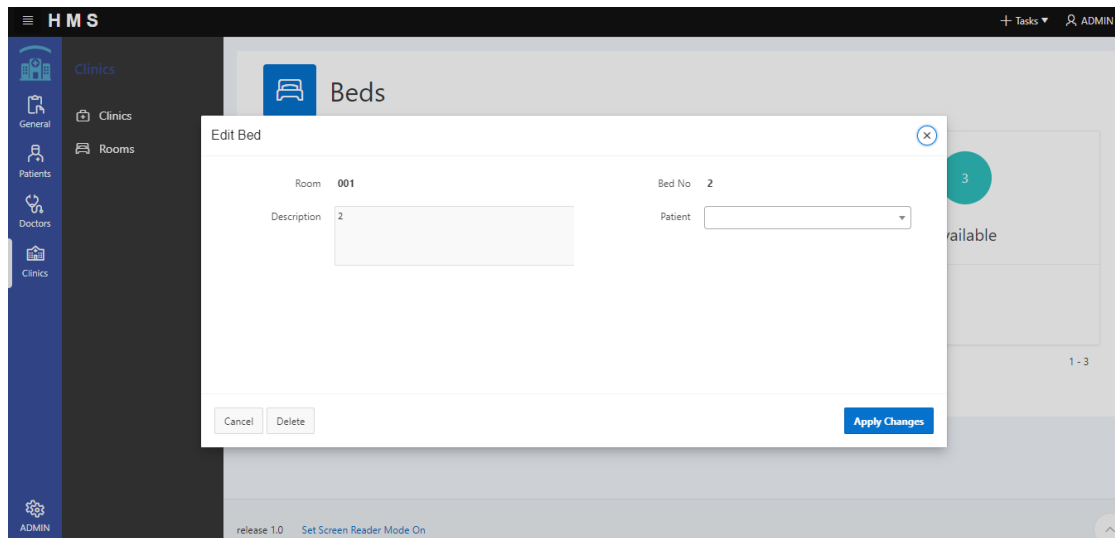 HMS
Tasks
ADMIN
Clinics
General
Clinics
Rooms
Patients
Doctors
Clinics
ADMIN
Beds
3
1 - 3
Edit Bed
Room 001
Bed No 2
Description 2
Patient
Cancel
Delete
Apply Changes
release 1.0
Set Screen Reader Mode On